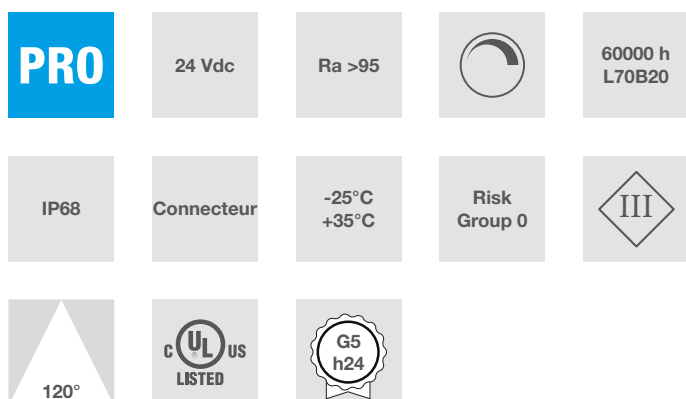 PRO
24 Vdc
Ra >95
60000 h
L70B20
IP68
Connecteur
-25°C
+35°C
Risk
Group 0
III
120°
C UL US
®
LISTED
G5
h24